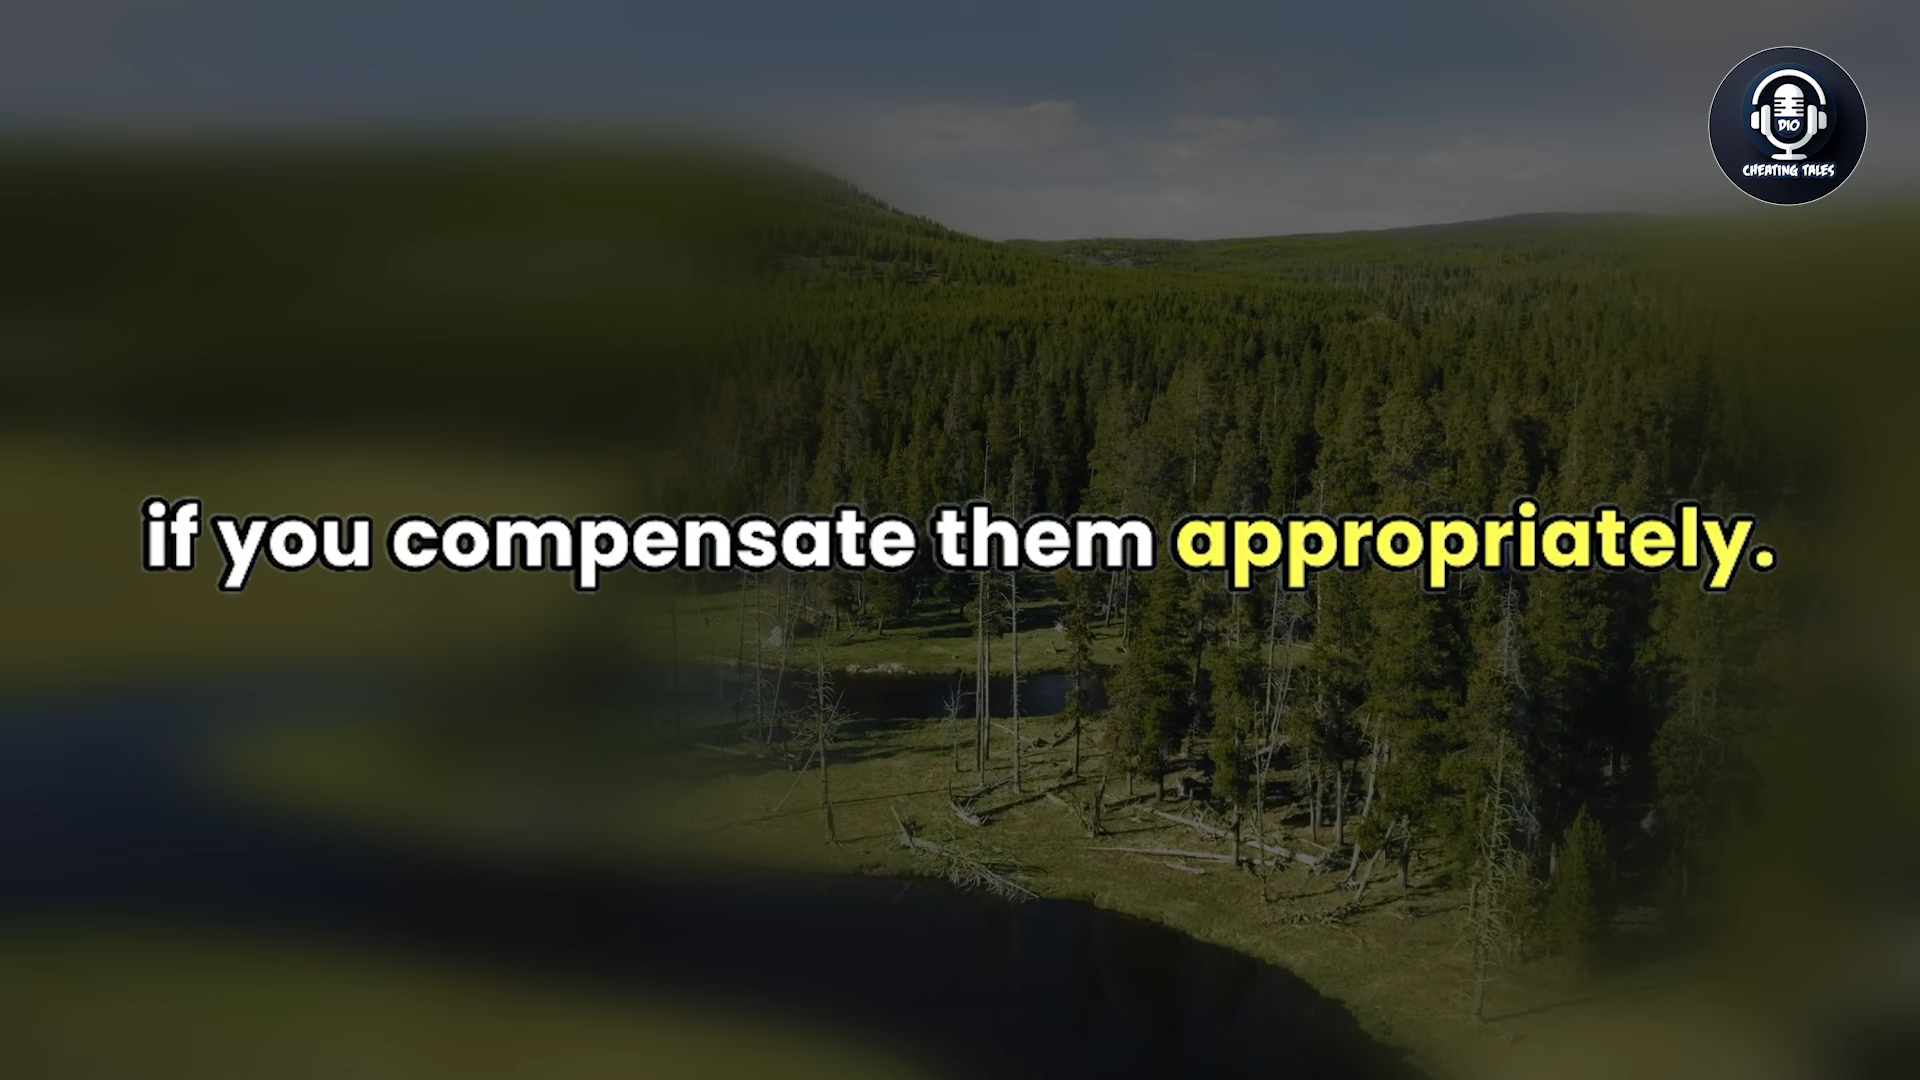 DIO
CHEATING TALES
if you compensate them appropriately.